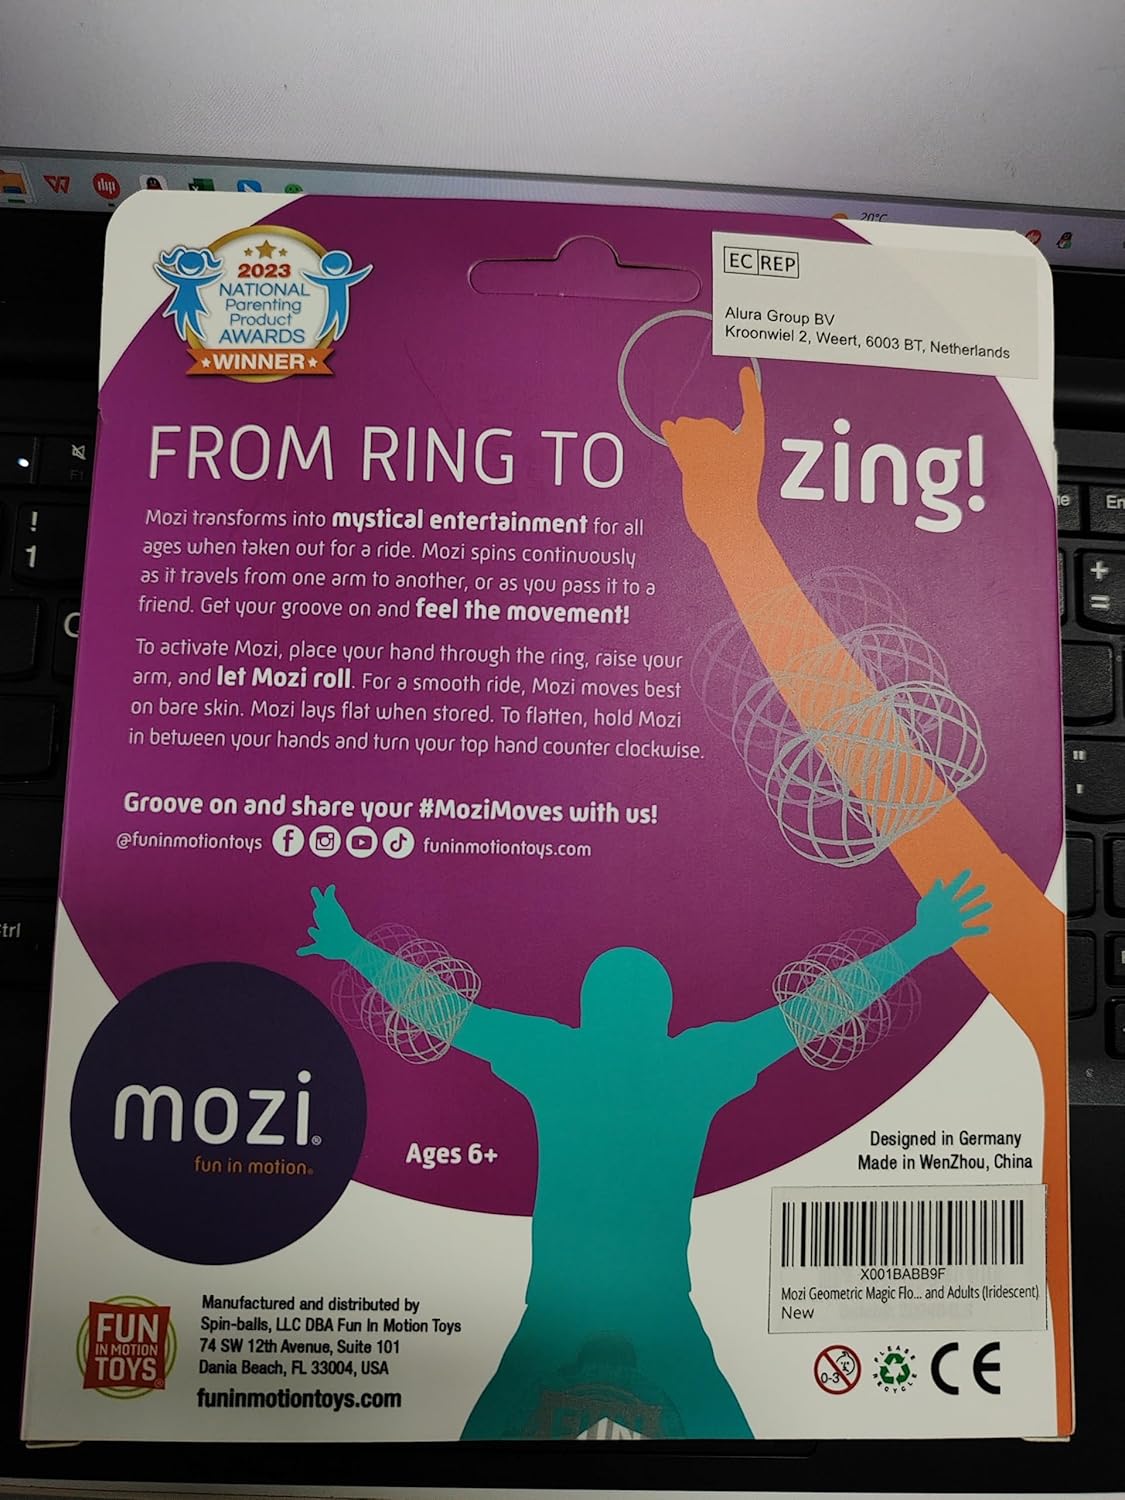 20°C
2023
NATIONAL
Parenting
Product
AWARDS
WINNER
EC REP
Alura Group BV
Kroonwiel 2, Weert, 6003 BT, Netherlands
FROM RING TO zing!
Mozi transforms into mystical entertainment for all
ages when taken out for a ride. Mozi spins continuously
as it travels from one arm to another, or as you pass it to a
friend. Get your groove on and feel the movement!
To activate Mozi, place your hand through the ring, raise your
arm, and let Mozi roll. For a smooth ride, Mozi moves best
on bare skin. Mozi lays flat when stored. To flatten, hold Mozi
in between your hands and turn your top hand counter clockwise.
Groove on and share your #MoziMoves with us!
@funinmotiontoys funinmotiontoys.com
mozi®
fun in motion®
Ages 6+
Designed in Germany
Made in WenZhou, China
X001BABB9F
Mozi Geometric Magic Flo... and Adults (Iridescent)
New
FUN
IN MOTION
TOYS
Manufactured and distributed by
Spin-balls, LLC DBA Fun In Motion Toys
74 SW 12th Avenue, Suite 101
Dania Beach, FL 33004, USA
funinmotiontoys.com
0-3
PLEASE
RECYCLE
CE
F1
!
1
+
=
"
'